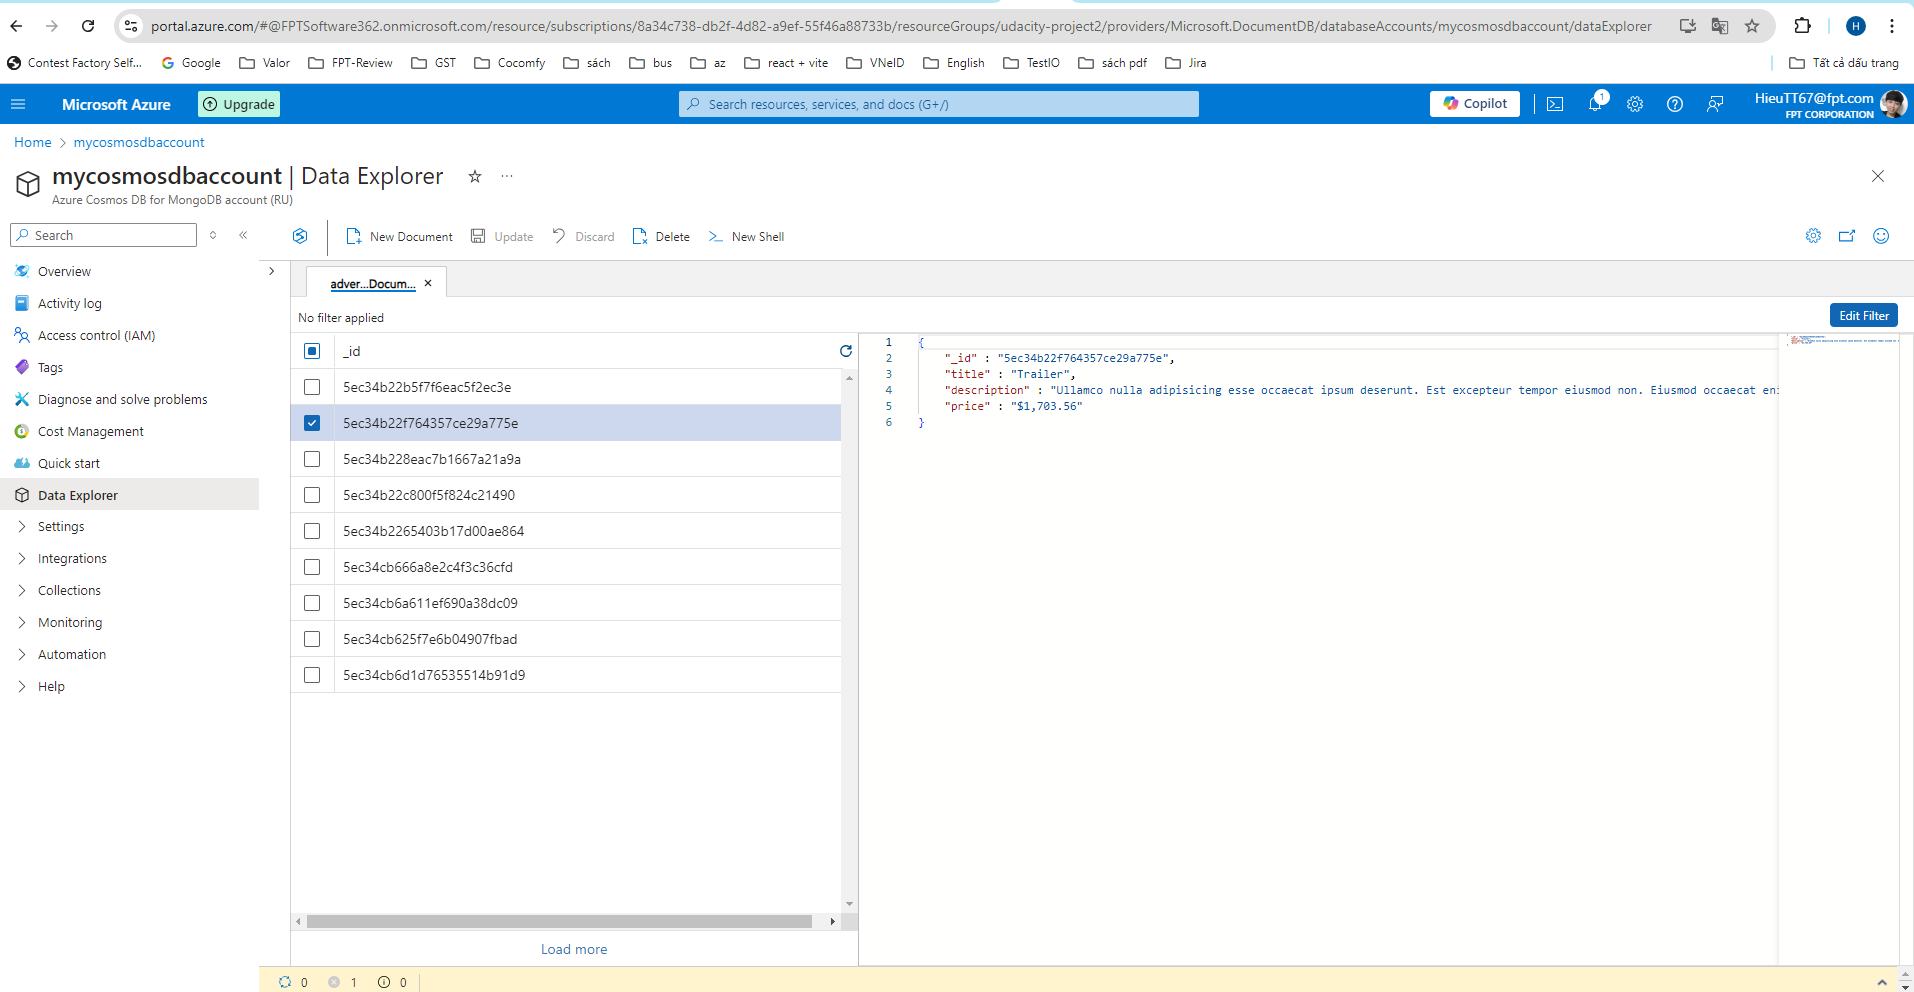 portal.azure.com/#@FPTSoftware362.onmicrosoft.com/resource/subscriptions/8a34c738-db2f-4d82-a9ef-55f46a88733b/resourceGroups/udacity-project2/providers/Microsoft.DocumentDB/databaseAccounts/mycosmosdbaccount/dataExplorer
H
Contest Factory Self... Google Valor FPT-Review GST Cocomfy sách bus az react + vite VNeID English TestIO sách pdf Jira Tất cả dấu trang
Microsoft Azure Upgrade Search resources, services, and docs (G+/) Copilot 1 HieuTT67@fpt.com
FPT CORPORATION
Home > mycosmosdbaccount
mycosmosdbaccount | Data Explorer
Azure Cosmos DB for MongoDB account (RU)
Search
New Document Update Discard Delete New Shell
Overview
Activity log
Access control (IAM)
Tags
Diagnose and solve problems
Cost Management
Quick start
Data Explorer
Settings
Integrations
Collections
Monitoring
Automation
Help
adver...Docum...
No filter applied
Edit Filter
_id
5ec34b22b5f7f6eac5f2ec3e
5ec34b22f764357ce29a775e
5ec34b228eac7b1667a21a9a
5ec34b22c800f5f824c21490
5ec34b2265403b17d00ae864
5ec34cb666a8e2c4f3c36cfd
5ec34cb6a611ef690a38dc09
5ec34cb625f7e6b04907fbad
5ec34cb6d1d76535514b91d9
Load more
1 {
2 "_id" : "5ec34b22f764357ce29a775e",
3 "title" : "Trailer",
4 "description" : "Ullamco nulla adipisicing esse occaecat ipsum deserunt. Est excepteur tempor eiusmod non. Eiusmod occaecat eni
5 "price" : "$1,703.56"
6 }
0 1 0